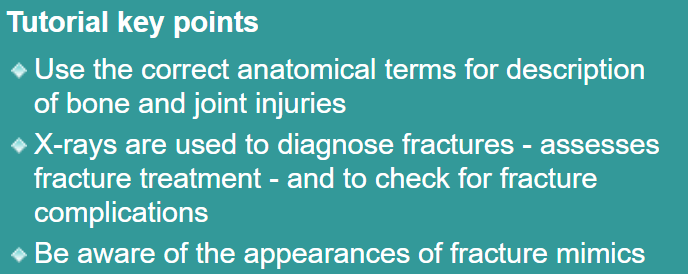 Tutorial key points
Use the correct anatomical terms for description
of bone and joint injuries
X-rays are used to diagnose fractures - assesses
fracture treatment - and to check for fracture
complications
Be aware of the appearances of fracture mimics